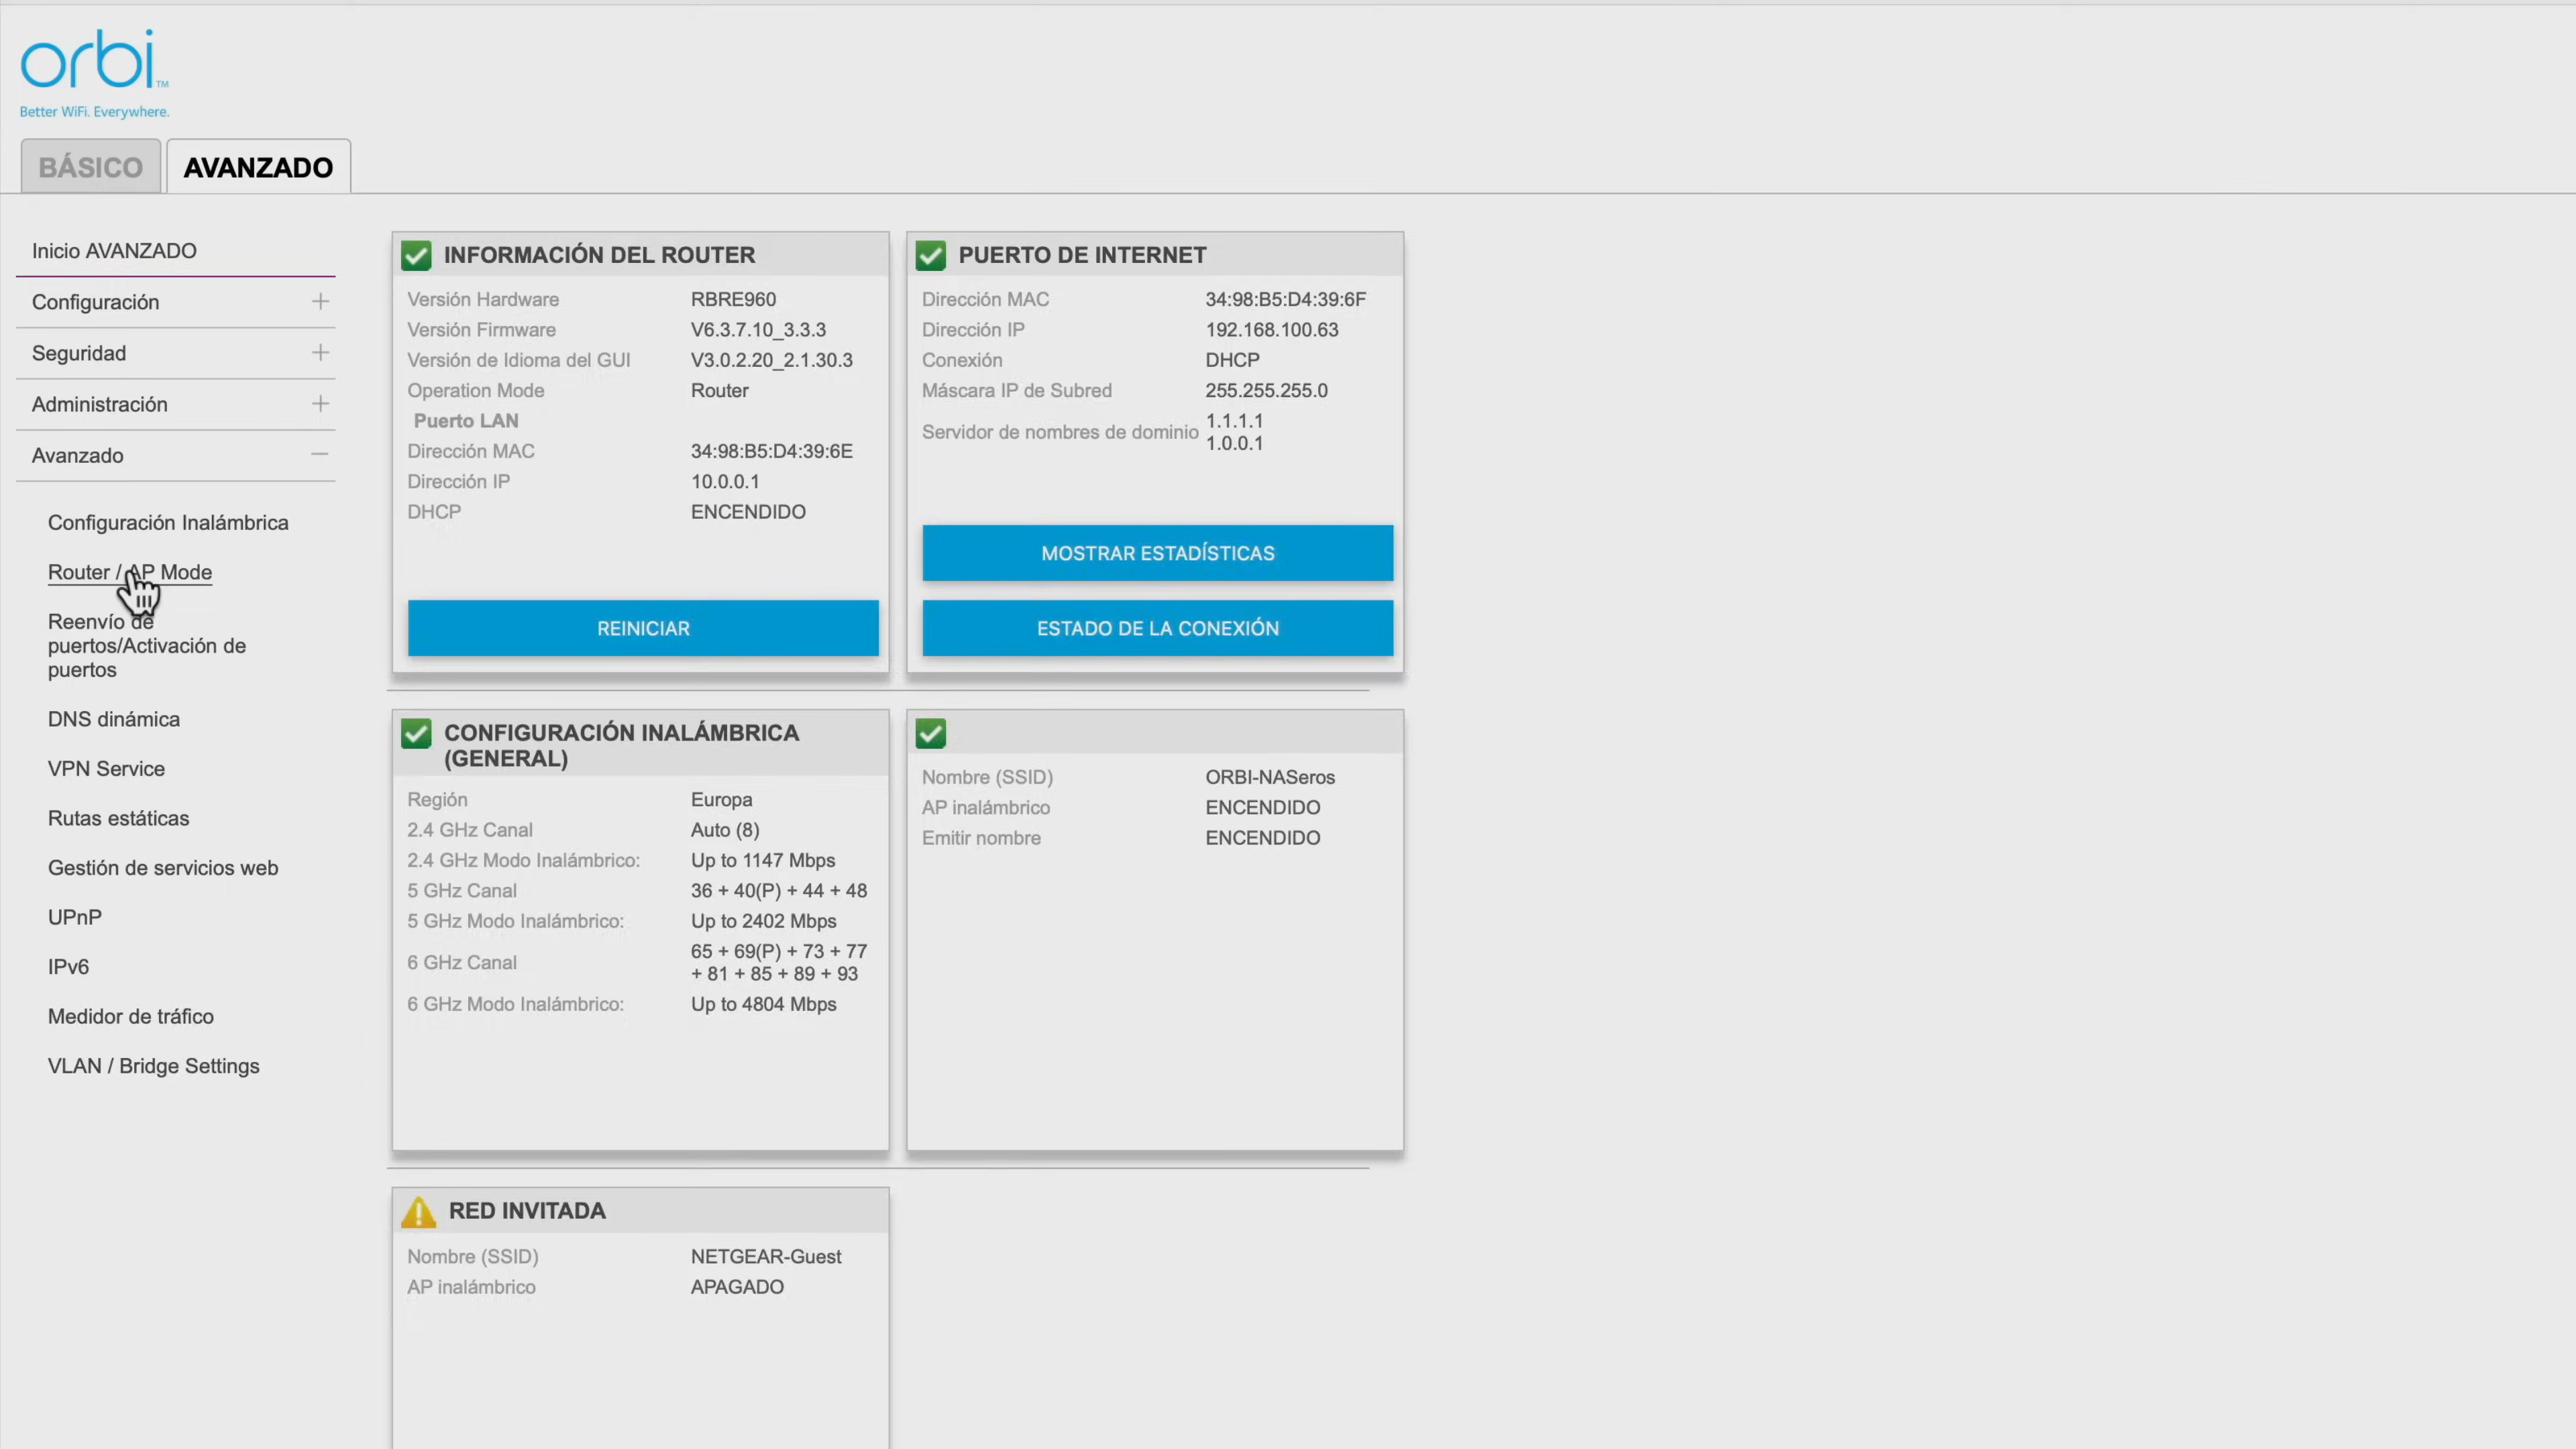 orbi™
Better WiFi. Everywhere.
BÁSICO
AVANZADO
Inicio AVANZADO
Configuración
Seguridad
Administración
Avanzado
Configuración Inalámbrica
Router / AP Mode
Reenvío de
puertos/Activación de
puertos
DNS dinámica
VPN Service
Rutas estáticas
Gestión de servicios web
UPnP
IPv6
Medidor de tráfico
VLAN / Bridge Settings
INFORMACIÓN DEL ROUTER
Versión Hardware RBRE960
Versión Firmware V6.3.7.10_3.3.3
Versión de Idioma del GUI V3.0.2.20_2.1.30.3
Operation Mode Router
Puerto LAN
Dirección MAC 34:98:B5:D4:39:6E
Dirección IP 10.0.0.1
DHCP ENCENDIDO
REINICIAR
PUERTO DE INTERNET
Dirección MAC 34:98:B5:D4:39:6F
Dirección IP 192.168.100.63
Conexión DHCP
Máscara IP de Subred 255.255.255.0
Servidor de nombres de dominio 1.1.1.1
1.0.0.1
MOSTRAR ESTADÍSTICAS
ESTADO DE LA CONEXIÓN
CONFIGURACIÓN INALÁMBRICA
(GENERAL)
Región Europa
2.4 GHz Canal Auto (8)
2.4 GHz Modo Inalámbrico: Up to 1147 Mbps
5 GHz Canal 36 + 40(P) + 44 + 48
5 GHz Modo Inalámbrico: Up to 2402 Mbps
6 GHz Canal 65 + 69(P) + 73 + 77
+ 81 + 85 + 89 + 93
6 GHz Modo Inalámbrico: Up to 4804 Mbps
Nombre (SSID) ORBI-NASeros
AP inalámbrico ENCENDIDO
Emitir nombre ENCENDIDO
RED INVITADA
Nombre (SSID) NETGEAR-Guest
AP inalámbrico APAGADO